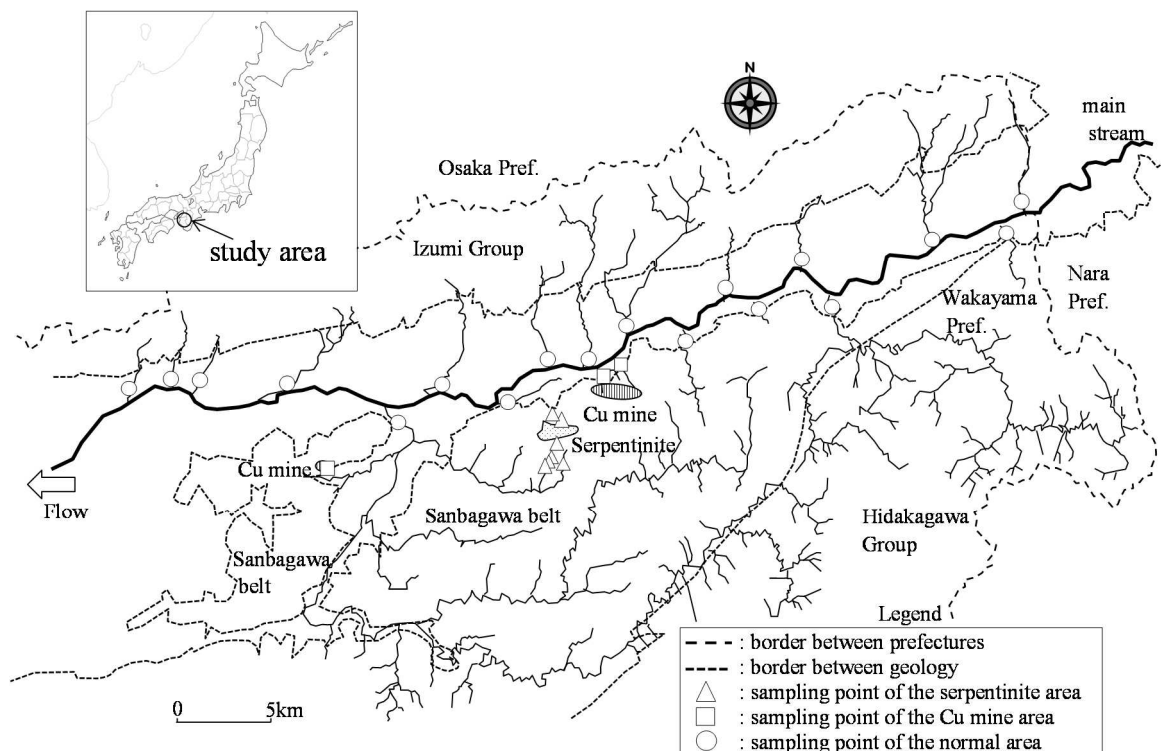 N
main
stream
Osaka Pref.
study area
Izumi Group
Nara
Pref.
Wakayama
Pref.
Cu mine
Serpentinite
Cu mine
Flow
Sanbagawa belt
Hidakagawa
Group
Sanbagawa
belt
Legend
: border between prefectures
: border between geology
: sampling point of the serpentinite area
: sampling point of the Cu mine area
: sampling point of the normal area
0 5km